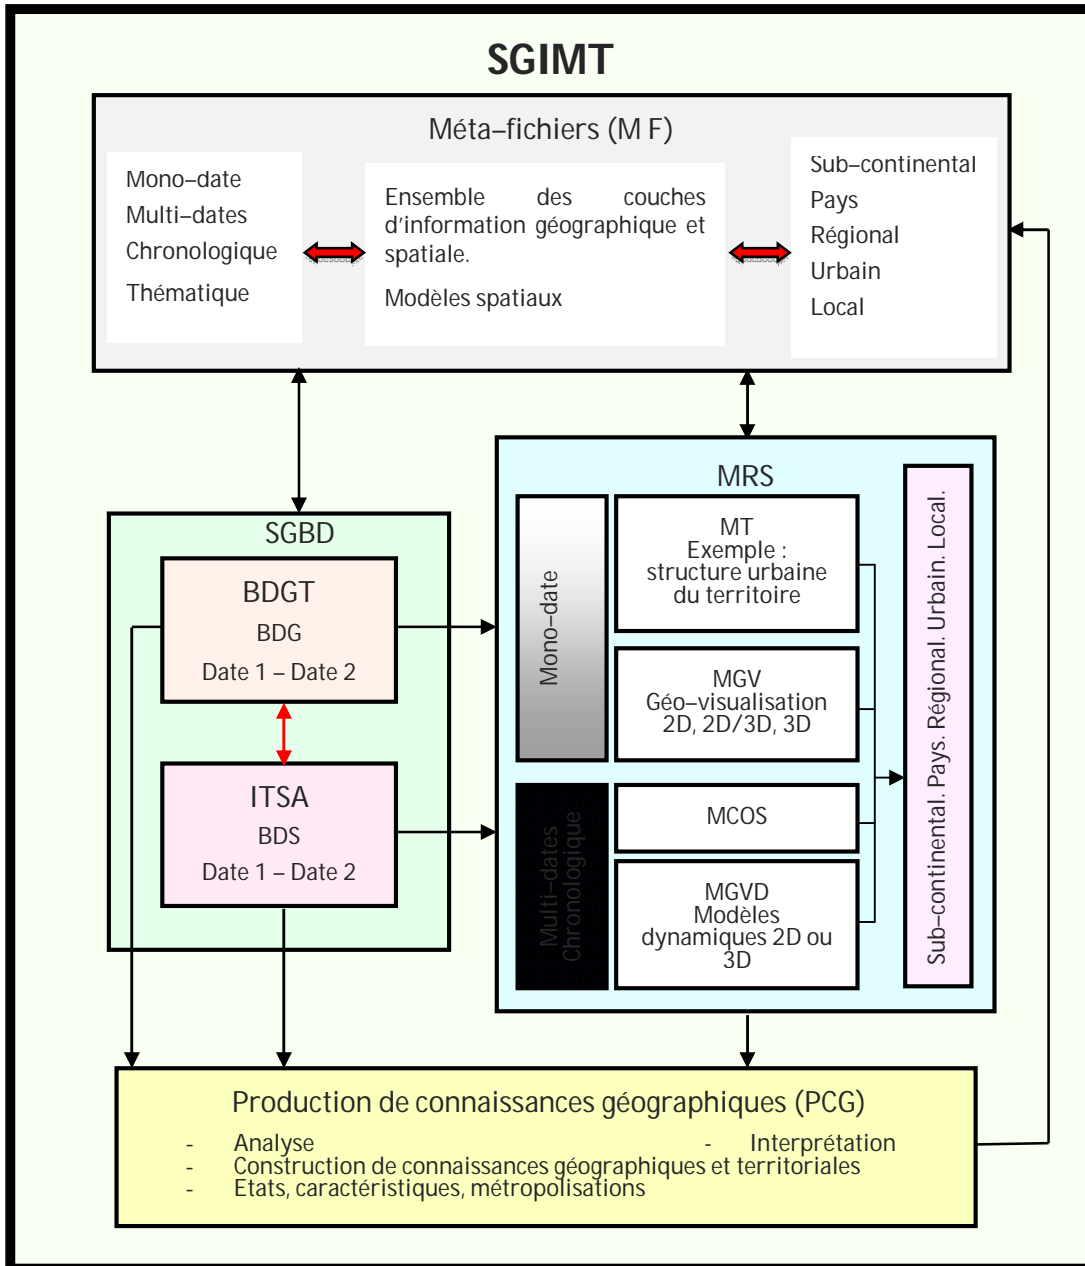 SGIMT
Méta–fichiers (M F)
Mono–date
Multi–dates
Chronologique
Thématique
Ensemble des couches
d'information géographique et
spatiale.
Modèles spatiaux
Sub–continental
Pays
Régional
Urbain
Local
SGBD
BDGT
BDG
Date 1 – Date 2
ITSA
BDS
Date 1 – Date 2
MRS
Mono–date
Multi–dates
Chronologique
MT
Exemple :
structure urbaine
du territoire
MGV
Géo–visualisation
2D, 2D/3D, 3D
MCOS
MGVD
Modèles
dynamiques 2D ou
3D
Sub–continental. Pays. Régional. Urbain. Local.
Production de connaissances géographiques (PCG)
- Analyse - Interprétation
- Construction de connaissances géographiques et territoriales
- Etats, caractéristiques, métropolisations